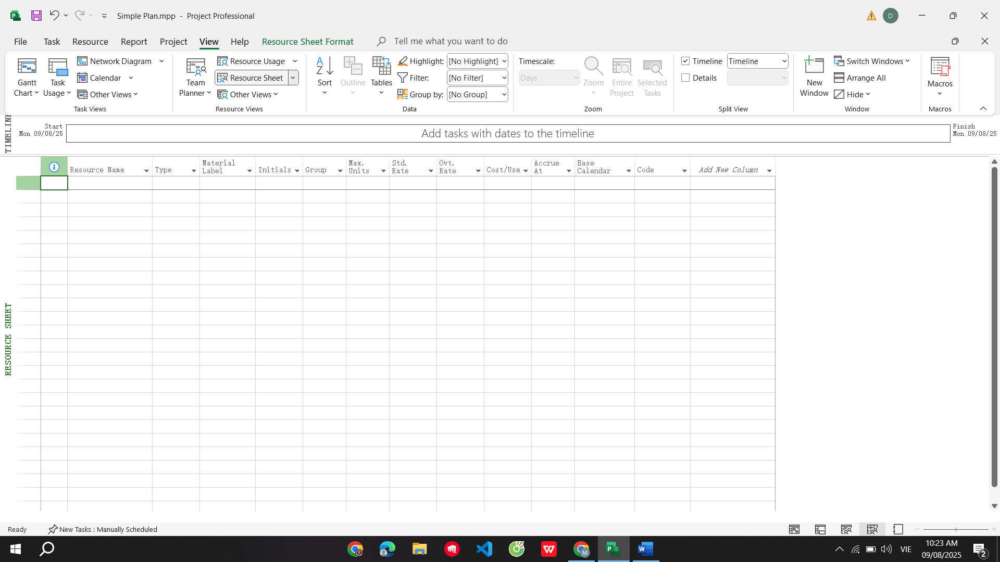 Simple Plan.mpp - Project Professional
D
File Task Resource Report Project View Help Resource Sheet Format Tell me what you want to do
Gantt Chart
Task Usage
Network Diagram
Calendar
Other Views
Task Views
Team Planner
Resource Usage
Resource Sheet
Other Views
Resource Views
Sort
Outline
Tables
Highlight: [No Highlight]
Filter: [No Filter]
Group by: [No Group]
Data
Timescale:
Days
Zoom
Entire Project
Selected Tasks
Zoom
Timeline Timeline
Details
Split View
New Window
Switch Windows
Arrange All
Hide
Window
Macros
Macros
TIMELINE
Start
Mon 09/08/25
Add tasks with dates to the timeline
Finish
Mon 09/08/25
Resource Name Type Material Label Initials Group Max. Units Std. Rate Ovt. Rate Cost/Use Accrue At Base Calendar Code Add New Column
RESOURCE SHEET
Ready New Tasks : Manually Scheduled
VIE
10:23 AM
09/08/2025
2